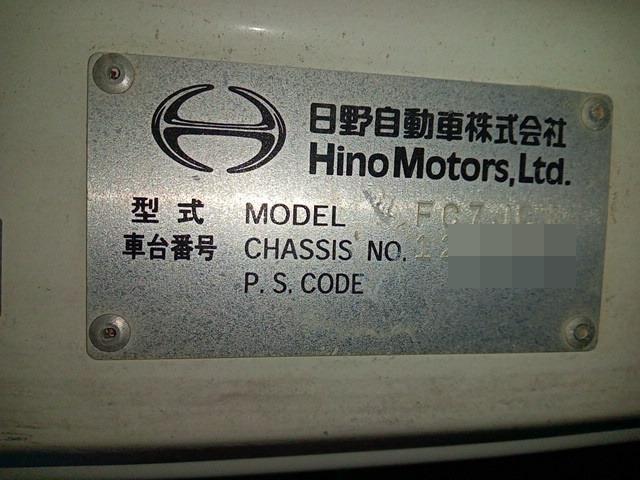 日野自動車株式会社
Hino Motors, Ltd.
型式 MODEL
車台番号 CHASSIS NO. 12
P. S. CODE